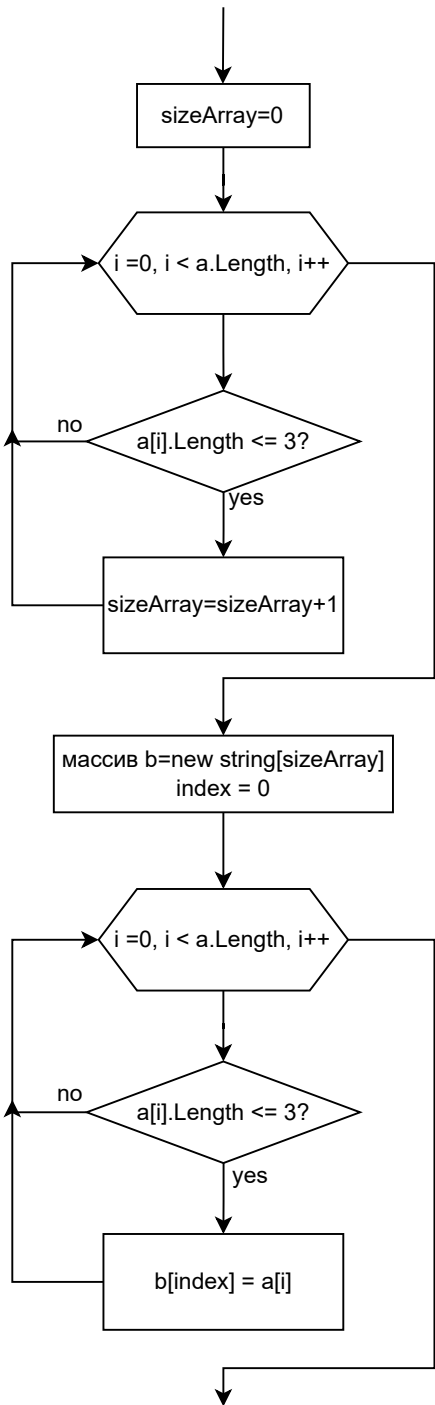 sizeArray=0
i =0, i < a.Length, i++
no
a[i].Length <= 3?
yes
sizeArray=sizeArray+1
массив b=new string[sizeArray]
index = 0
i =0, i < a.Length, i++
no
a[i].Length <= 3?
yes
b[index] = a[i]